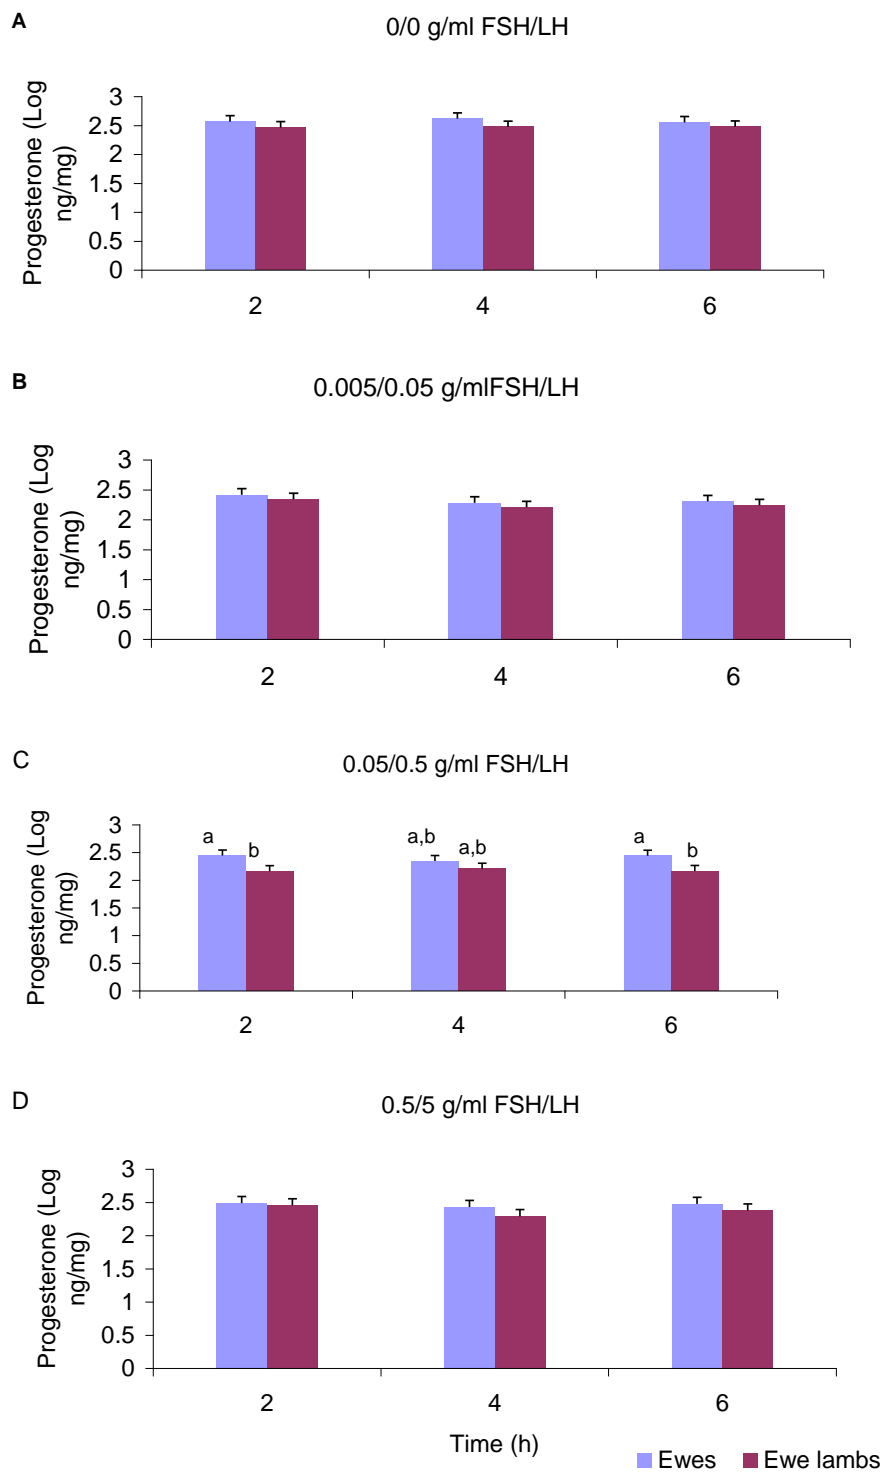 A
0/0 g/ml FSH/LH
Progesterone (Log
ng/mg)
3
2.5
2
1.5
1
0.5
0
2 4 6
B
0.005/0.05 g/mlFSH/LH
Progesterone (Log
ng/mg)
3
2.5
2
1.5
1
0.5
0
2 4 6
C
0.05/0.5 g/ml FSH/LH
Progesterone (Log
ng/mg)
3
2.5
2
1.5
1
0.5
0
a b a,b a,b a b
2 4 6
D
0.5/5 g/ml FSH/LH
Progesterone (Log
ng/mg)
3
2.5
2
1.5
1
0.5
0
2 4 6
Time (h)
Ewes Ewe lambs